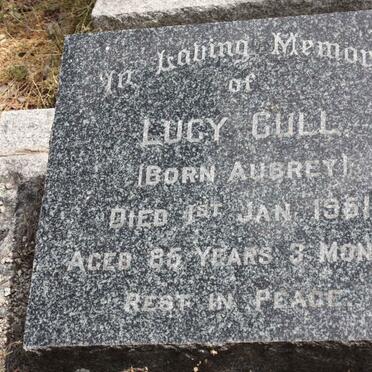 In Loving Memor
of
LUCY GULL.
(BORN AUBREY)
DIED 1ST JAN. 1951
AGED 85 YEARS 3 MON
REST IN PEACE.